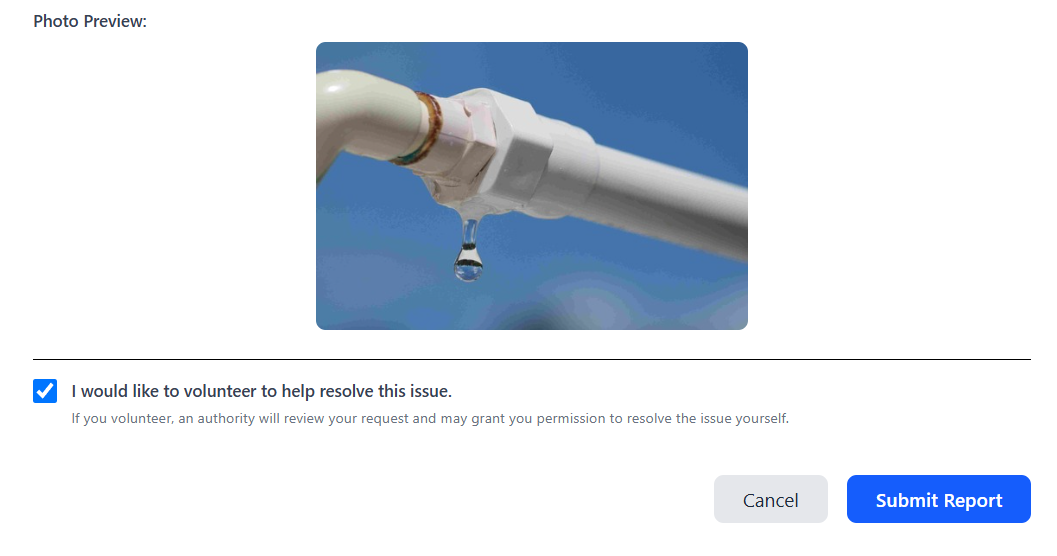 Photo Preview:
I would like to volunteer to help resolve this issue.
If you volunteer, an authority will review your request and may grant you permission to resolve the issue yourself.
Cancel
Submit Report